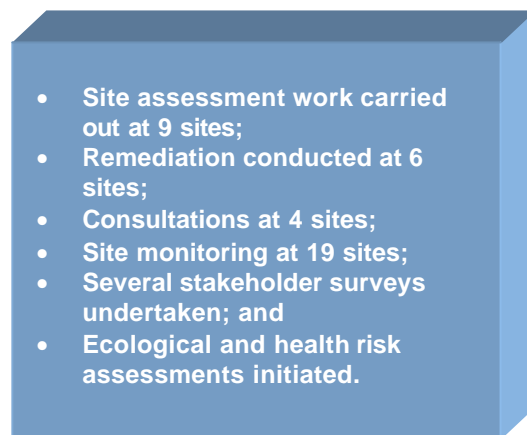 • Site assessment work carried
out at 9 sites;
• Remediation conducted at 6
sites;
• Consultations at 4 sites;
• Site monitoring at 19 sites;
• Several stakeholder surveys
undertaken; and
• Ecological and health risk
assessments initiated.